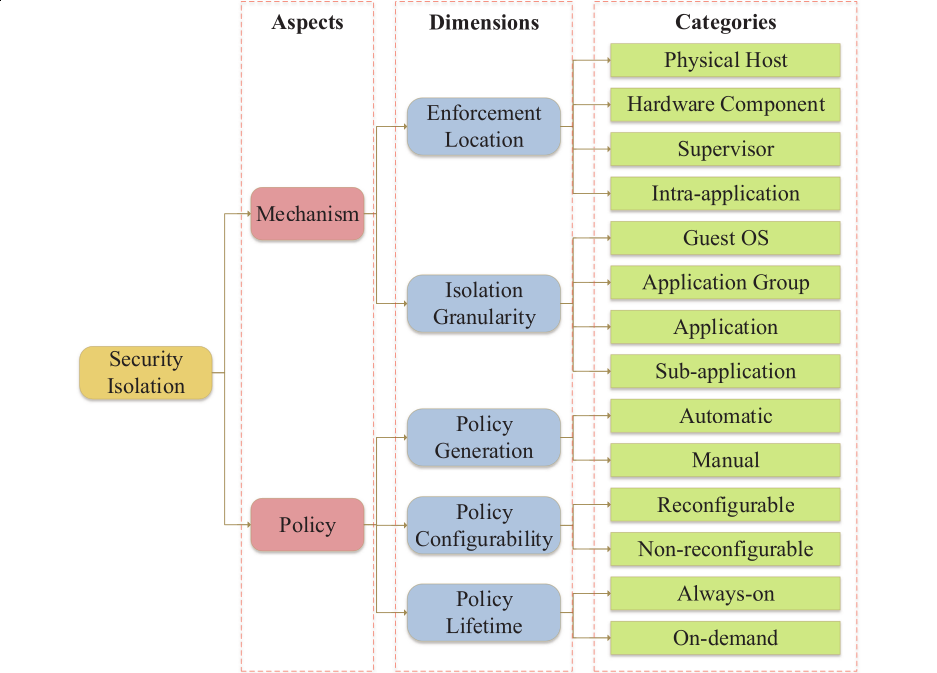 Aspects
Dimensions
Categories
Security
Isolation
Mechanism
Policy
Enforcement
Location
Isolation
Granularity
Policy
Generation
Policy
Configurability
Policy
Lifetime
Physical Host
Hardware Component
Supervisor
Intra-application
Guest OS
Application Group
Application
Sub-application
Automatic
Manual
Reconfigurable
Non-reconfigurable
Always-on
On-demand